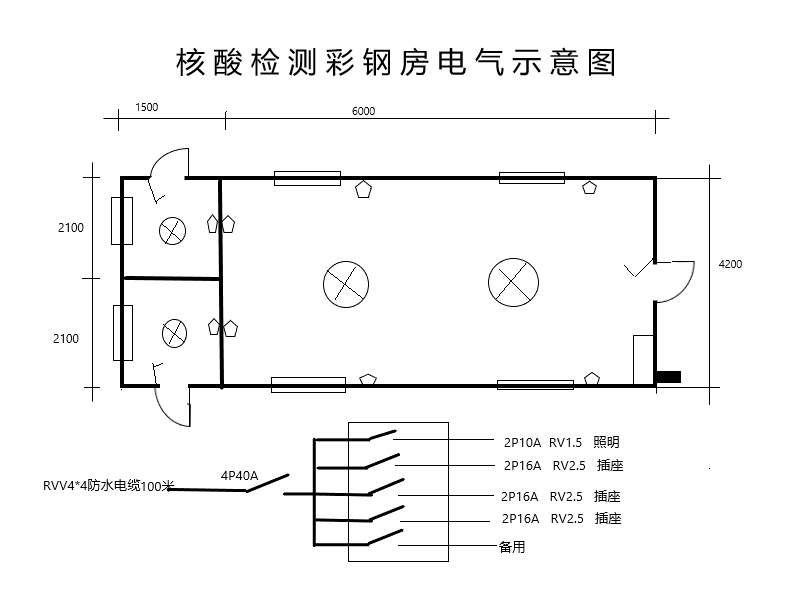 核酸检测彩钢房电气示意图
1500
6000
2100
4200
2100
2P10A RV1.5 照明
2P16A RV2.5 插座
4P40A
RVV4*4防水电缆100米
2P16A RV2.5 插座
2P16A RV2.5 插座
备用